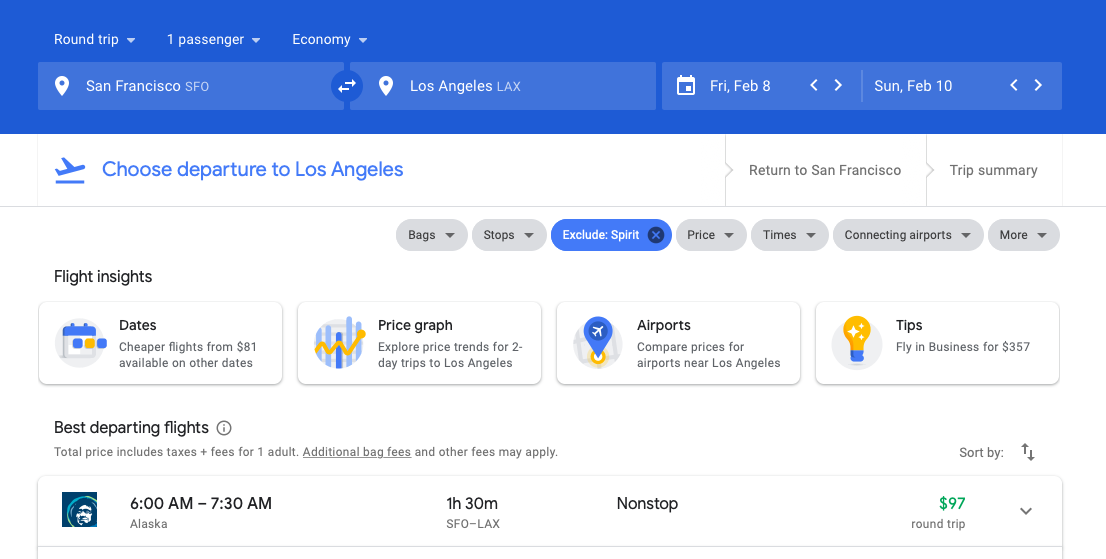 Round trip 1 passenger Economy
San Francisco SFO Los Angeles LAX Fri, Feb 8 Sun, Feb 10
Choose departure to Los Angeles Return to San Francisco Trip summary
Bags Stops Exclude: Spirit Price Times Connecting airports More
Flight insights
Dates
Cheaper flights from $81
available on other dates
Price graph
Explore price trends for 2-
day trips to Los Angeles
Airports
Compare prices for
airports near Los Angeles
Tips
Fly in Business for $357
Best departing flights
Total price includes taxes + fees for 1 adult. Additional bag fees and other fees may apply.
Sort by:
6:00 AM – 7:30 AM 1h 30m Nonstop $97
Alaska SFO–LAX round trip